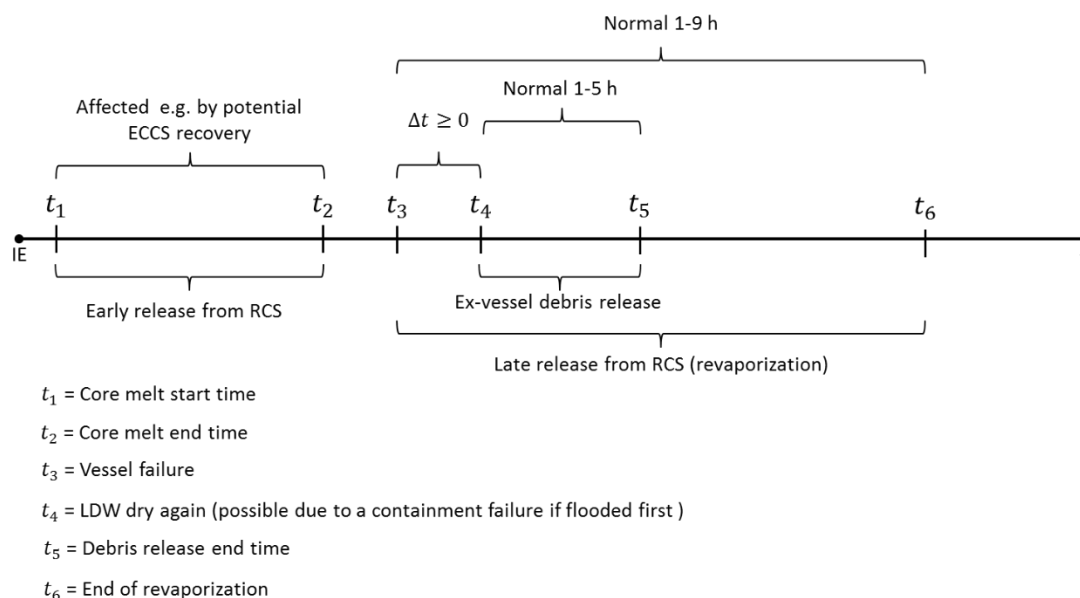 Normal 1-9 h
Normal 1-5 h
Affected e.g. by potential
ECCS recovery
Δt ≥ 0
t₁
t₂
t₃
t₄
t₅
t₆
IE
Early release from RCS
Ex-vessel debris release
Late release from RCS (revaporization)
t₁ = Core melt start time
t₂ = Core melt end time
t₃ = Vessel failure
t₄ = LDW dry again (possible due to a containment failure if flooded first )
t₅ = Debris release end time
t₆ = End of revaporization